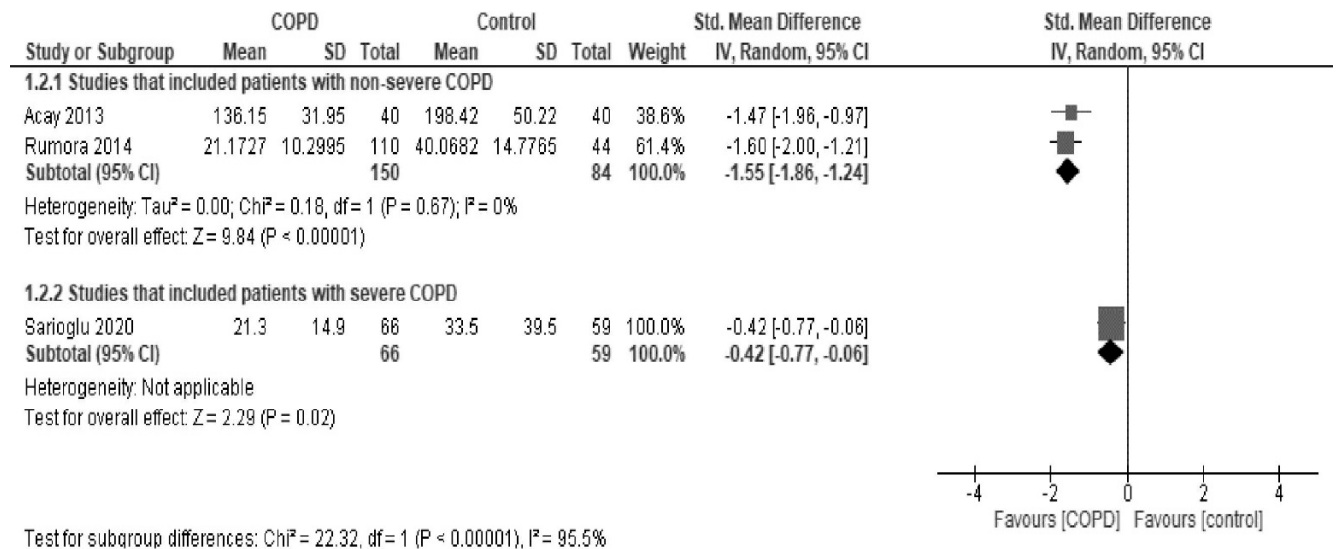 COPD Control Std. Mean Difference Std. Mean Difference
Study or Subgroup Mean SD Total Mean SD Total Weight IV, Random, 95% CI IV, Random, 95% CI
1.2.1 Studies that included patients with non-severe COPD
Acay 2013 136.15 31.95 40 198.42 50.22 40 38.6% -1.47 [-1.96, -0.97]
Rumora 2014 21.1727 10.2995 110 40.0682 14.7765 44 61.4% -1.60 [-2.00, -1.21]
Subtotal (95% CI) 150 84 100.0% -1.55 [-1.86, -1.24]
Heterogeneity: Tau² = 0.00; Chi² = 0.18, df = 1 (P = 0.67); I² = 0%
Test for overall effect: Z = 9.84 (P < 0.00001)
1.2.2 Studies that included patients with severe COPD
Sarioglu 2020 21.3 14.9 66 33.5 39.5 59 100.0% -0.42 [-0.77, -0.06]
Subtotal (95% CI) 66 59 100.0% -0.42 [-0.77, -0.06]
Heterogeneity: Not applicable
Test for overall effect: Z = 2.29 (P = 0.02)
-4 -2 0 2 4
Favours [COPD] Favours [control]
Test for subgroup differences: Chi² = 22.32, df = 1 (P < 0.00001), I² = 95.5%